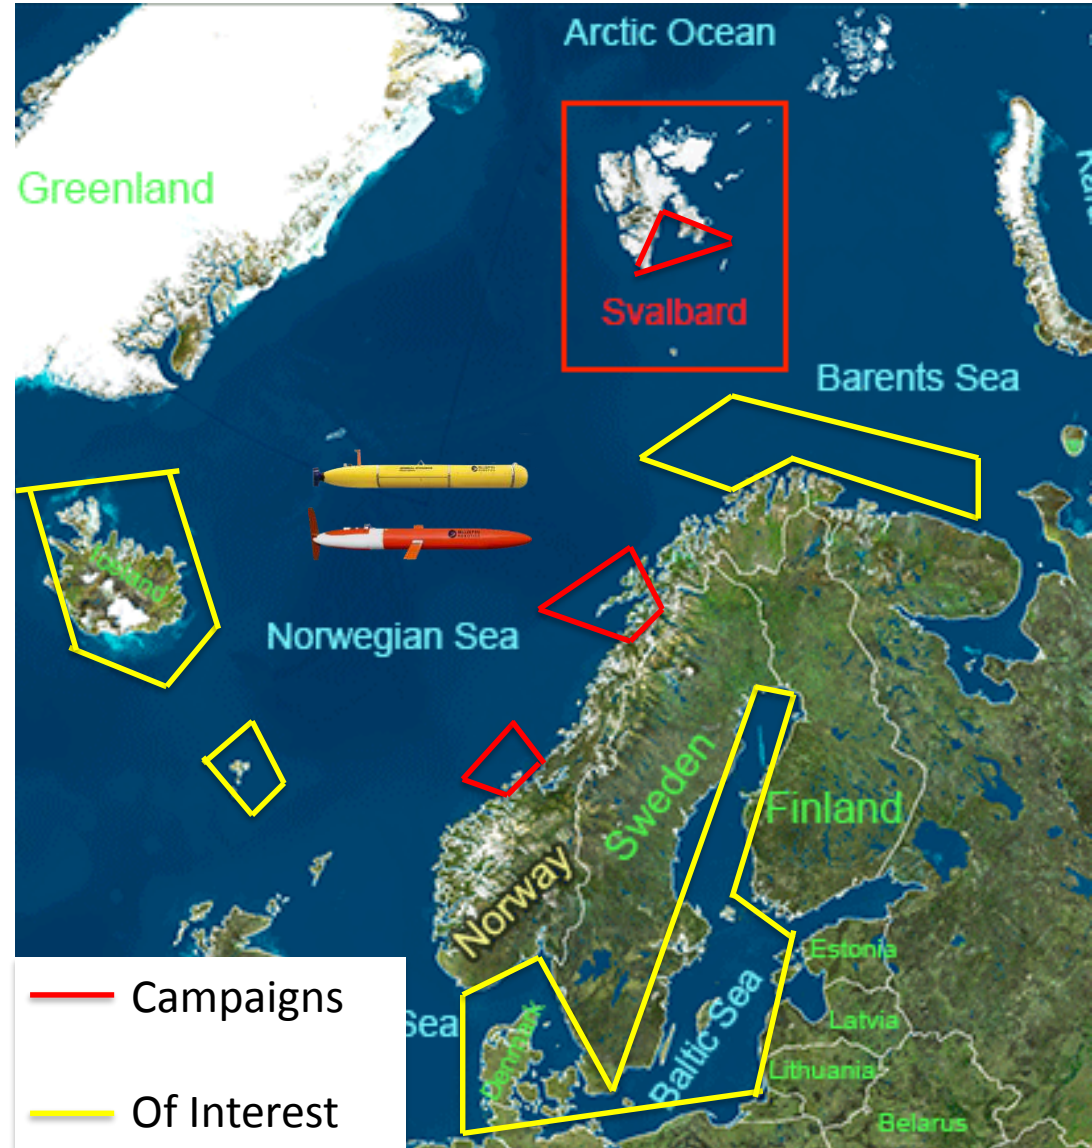 Arctic Ocean
Greenland
Svalbard
Barents Sea
Iceland
Norwegian Sea
Sweden
Finland
Norway
Estonia
Baltic Sea
Latvia
Sea
Denmark
Lithuania
Belarus
Campaigns
Of Interest